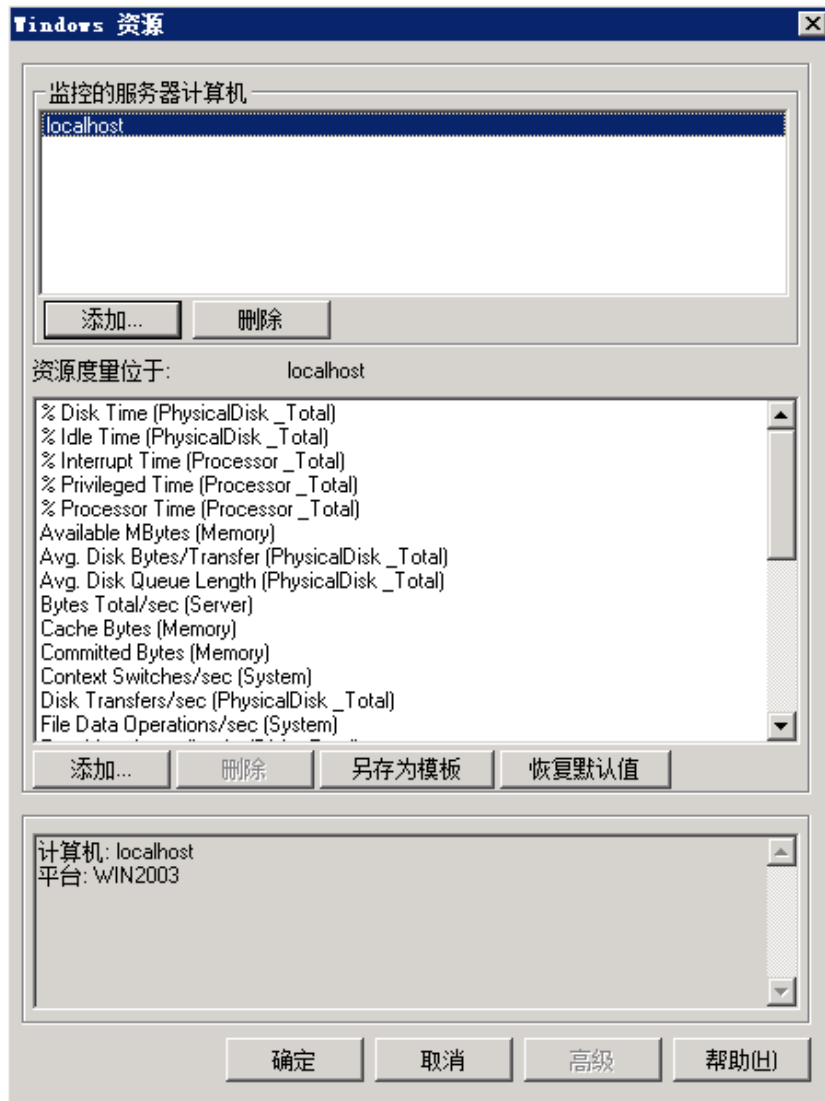 Windows 资源
监控的服务器计算机
localhost
添加... 删除
资源度量位于: localhost
% Disk Time (PhysicalDisk _Total)
% Idle Time (PhysicalDisk _Total)
% Interrupt Time (Processor _Total)
% Privileged Time (Processor _Total)
% Processor Time (Processor _Total)
Available MBytes (Memory)
Avg. Disk Bytes/Transfer (PhysicalDisk _Total)
Avg. Disk Queue Length (PhysicalDisk _Total)
Bytes Total/sec (Server)
Cache Bytes (Memory)
Committed Bytes (Memory)
Context Switches/sec (System)
Disk Transfers/sec (PhysicalDisk _Total)
File Data Operations/sec (System)
添加... 删除 另存为模板 恢复默认值
计算机: localhost
平台: WIN2003
确定 取消 高级 帮助(H)